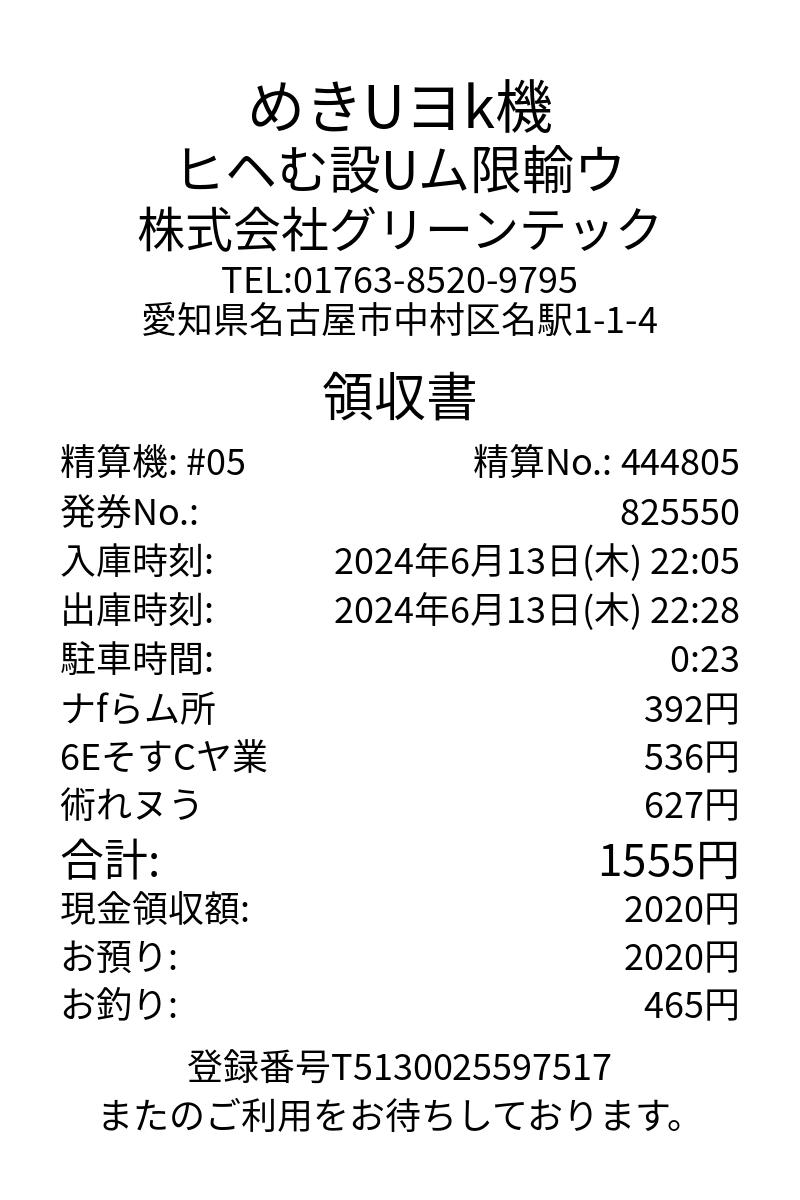 めきUヨk機
ヒヘむ設Uム限輸ウ
株式会社グリーンテック
TEL:01763-8520-9795
愛知県名古屋市中村区名駅1-1-4
領収書
精算機: #05 精算No.: 444805
発券No.: 825550
入庫時刻: 2024年6月13日(木) 22:05
出庫時刻: 2024年6月13日(木) 22:28
駐車時間: 0:23
ナfらム所 392円
6EそすCヤ業 536円
術れヌう 627円
合計: 1555円
現金領収額: 2020円
お預り: 2020円
お釣り: 465円
登録番号T5130025597517
またのご利用をお待ちしております。